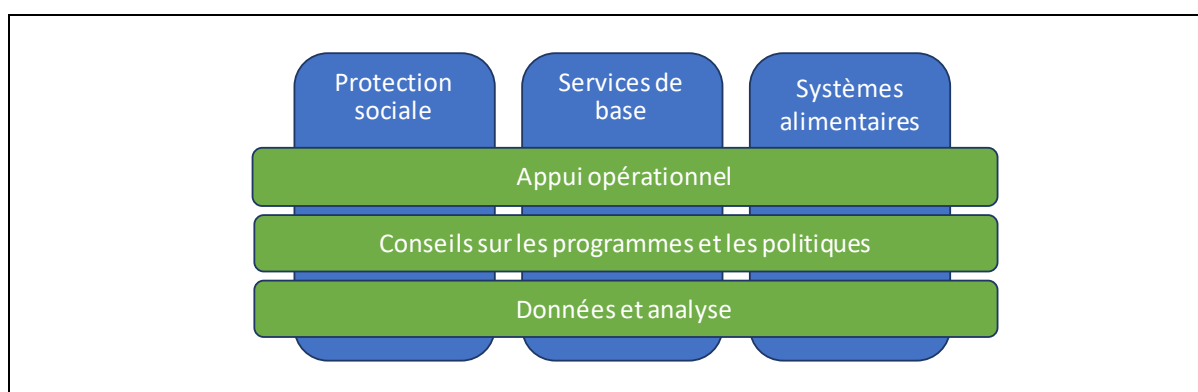 Protection
sociale
Services de
base
Systèmes
alimentaires
Appui opérationnel
Conseils sur les programmes et les politiques
Données et analyse